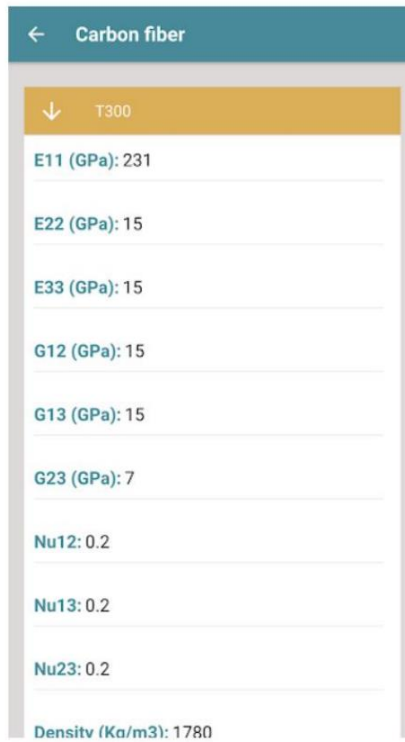 Carbon fiber
T300
E11 (GPa): 231
E22 (GPa): 15
E33 (GPa): 15
G12 (GPa): 15
G13 (GPa): 15
G23 (GPa): 7
Nu12: 0.2
Nu13: 0.2
Nu23: 0.2
Density (Kg/m3): 1780